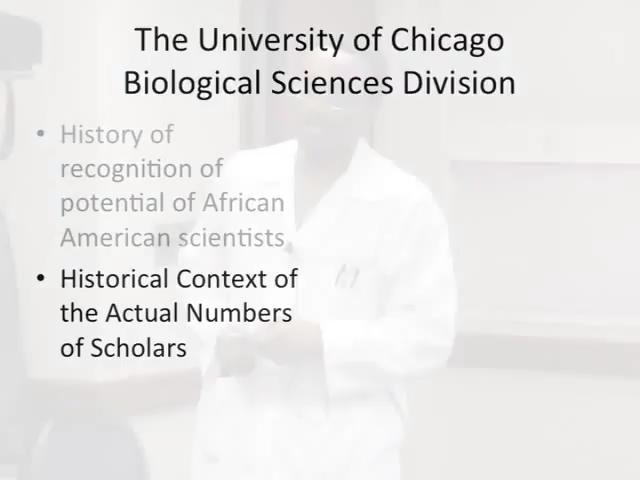 The University of Chicago
Biological Sciences Division
• History of
recognition of
potential of African
American scientists
• Historical Context of
the Actual Numbers
of Scholars